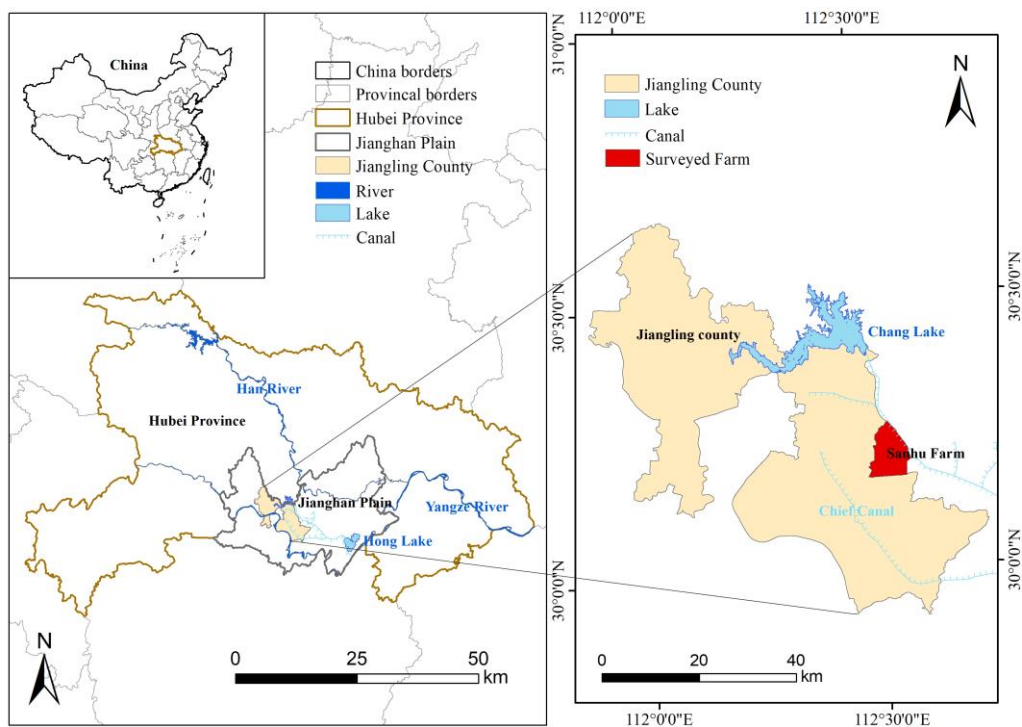 China
China borders
Provincal borders
Hubei Province
Jianghan Plain
Jiangling County
River
Lake
Canal
Han River
Hubei Province
Jianghan Plain
Yangze River
Hong Lake
N
0 25 50
km
112°0'0"E 112°30'0"E
31°0'0"N
30°30'0"N
30°0'0"N
Jiangling County
Lake
Canal
Surveyed Farm
N
Jiangling county
Chang Lake
Sanhu Farm
Chief Canal
30°30'0"N
30°0'0"N
0 20 40
km
112°0'0"E 112°30'0"E